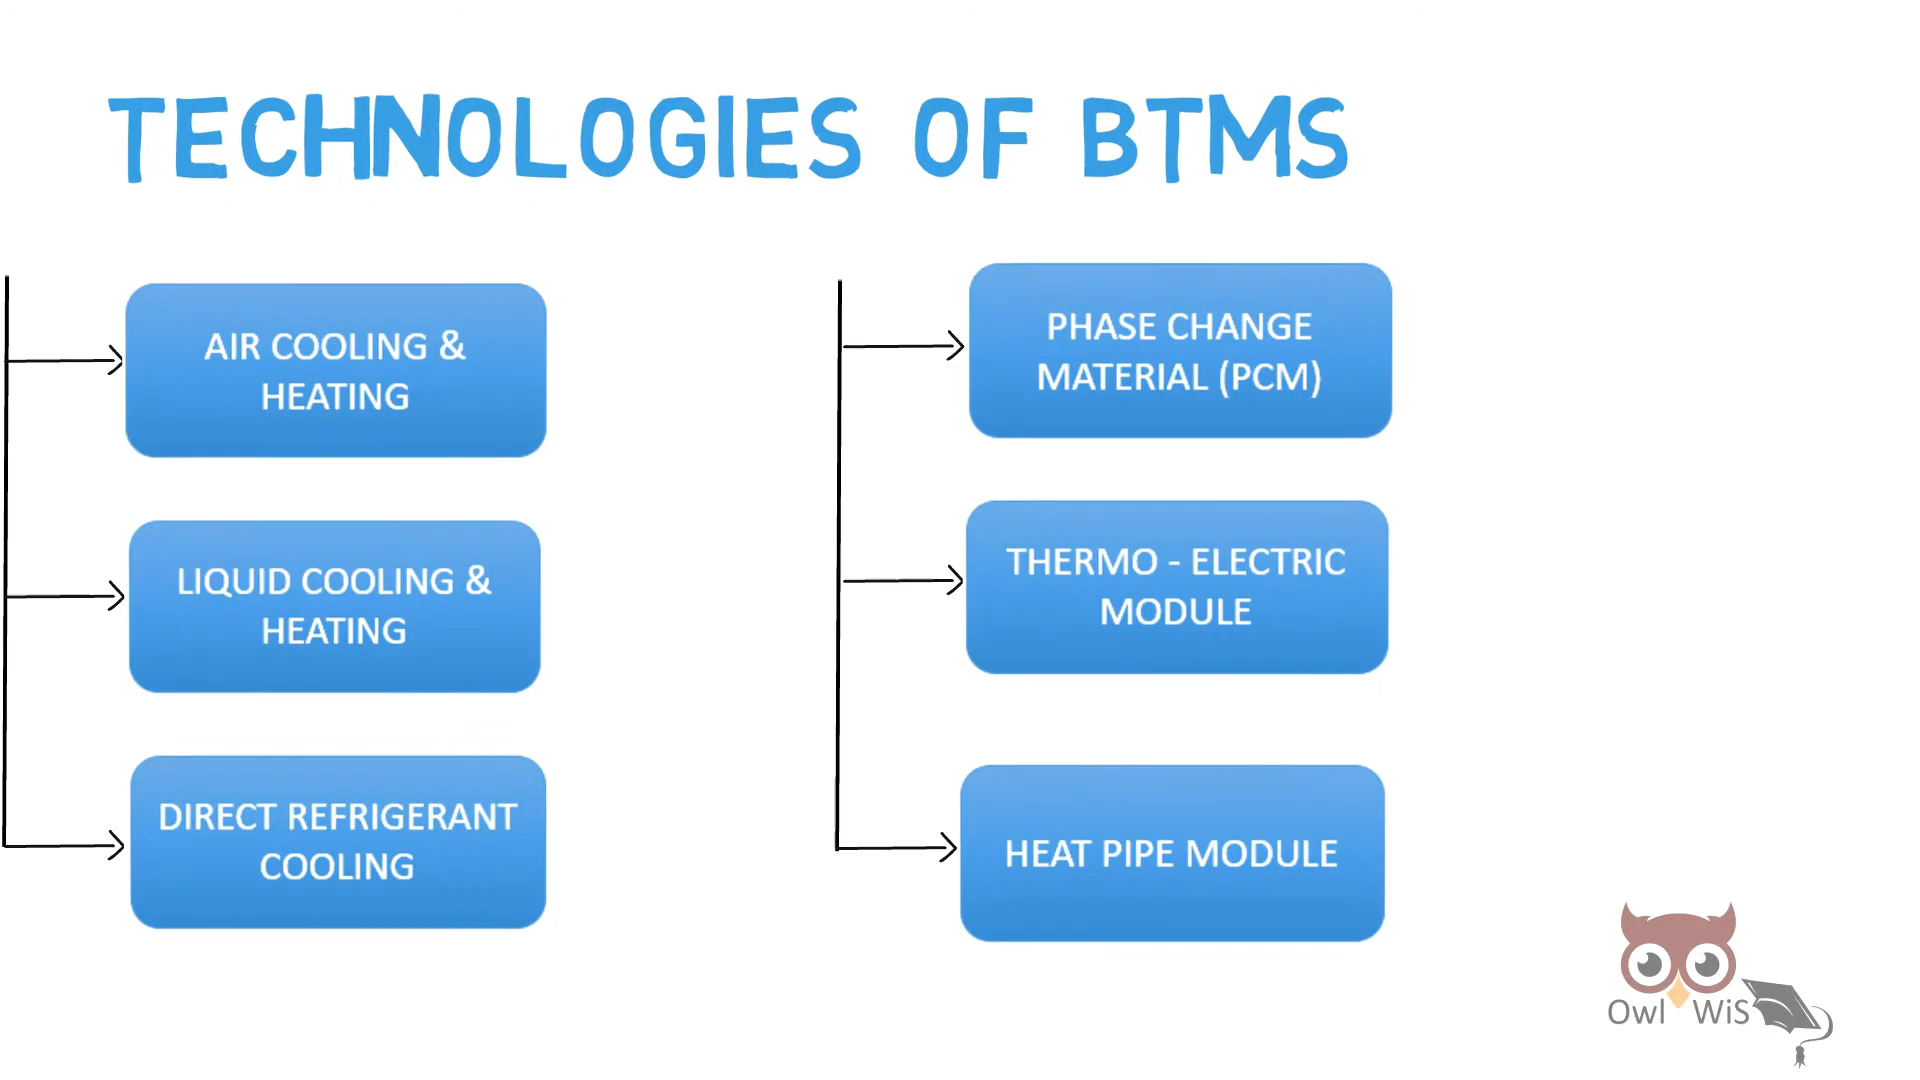 TECHNOLOGIES OF BTMS
AIR COOLING &
HEATING
LIQUID COOLING &
HEATING
DIRECT REFRIGERANT
COOLING
PHASE CHANGE
MATERIAL (PCM)
THERMO - ELECTRIC
MODULE
HEAT PIPE MODULE
Owl WiS